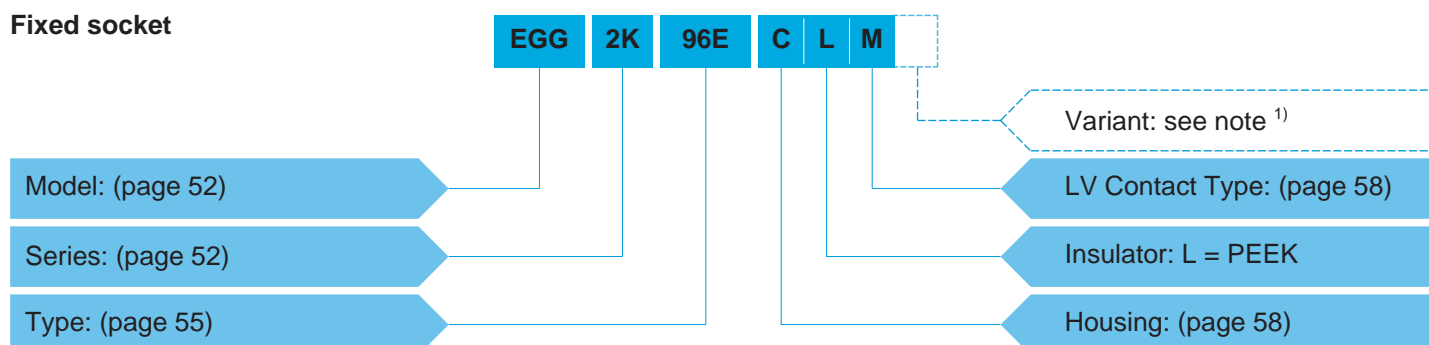 Fixed socket
EGG 2K 96E C L M
Variant: see note 1)
Model: (page 52)
LV Contact Type: (page 58)
Series: (page 52)
Insulator: L = PEEK
Type: (page 55)
Housing: (page 58)